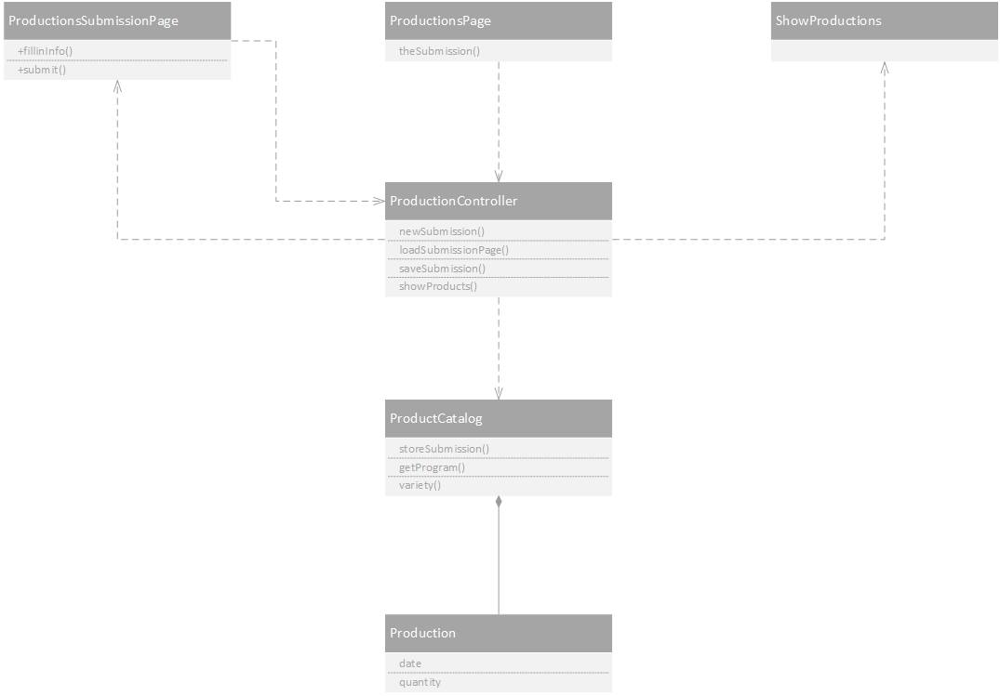 ProductionsSubmissionPage
+fillinInfo()
+submit()
ProductionsPage
theSubmission()
ShowProductions
ProductionController
newSubmission()
loadSubmissionPage()
saveSubmission()
showProducts()
ProductCatalog
storeSubmission()
getProgram()
variety()
Production
date
quantity